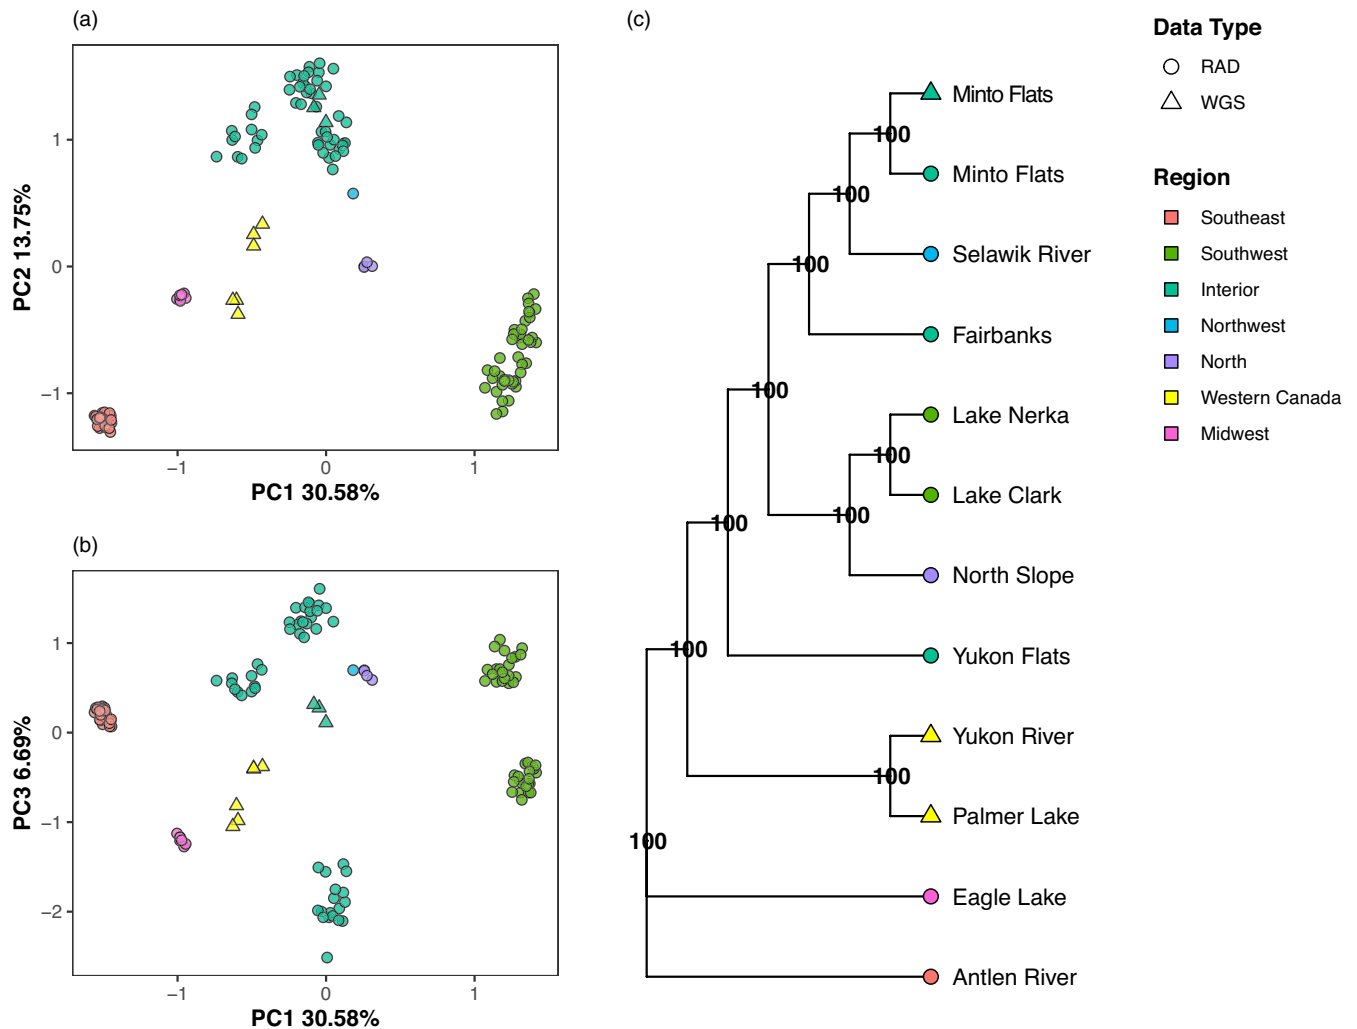 (a)
1
0
−1
−1
0
1
PC2 13.75%
PC1 30.58%
(b)
1
0
−1
−2
−1
0
1
PC3 6.69%
PC1 30.58%
(c)
Minto Flats
100
Minto Flats
100
Selawik River
100
Fairbanks
100
Lake Nerka
100
Lake Clark
100
100
North Slope
100
Yukon Flats
100
Yukon River
100
Palmer Lake
100
Eagle Lake
Antlen River
Data Type
RAD
WGS
Region
Southeast
Southwest
Interior
Northwest
North
Western Canada
Midwest